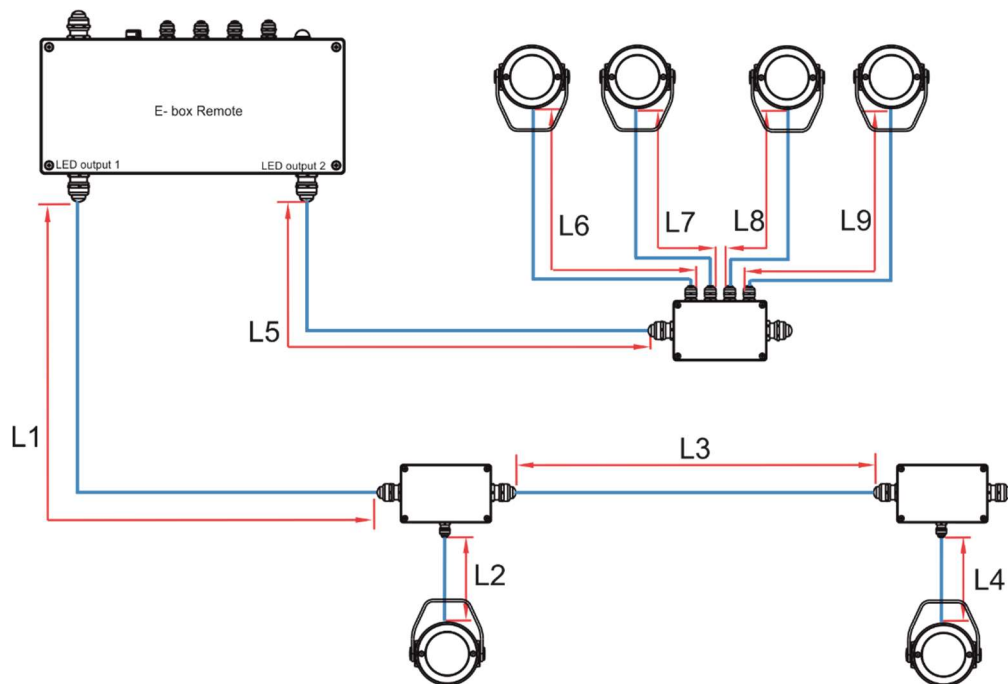 E- box Remote
LED output 1
LED output 2
L6
L7
L8
L9
L5
L1
L3
L2
L4